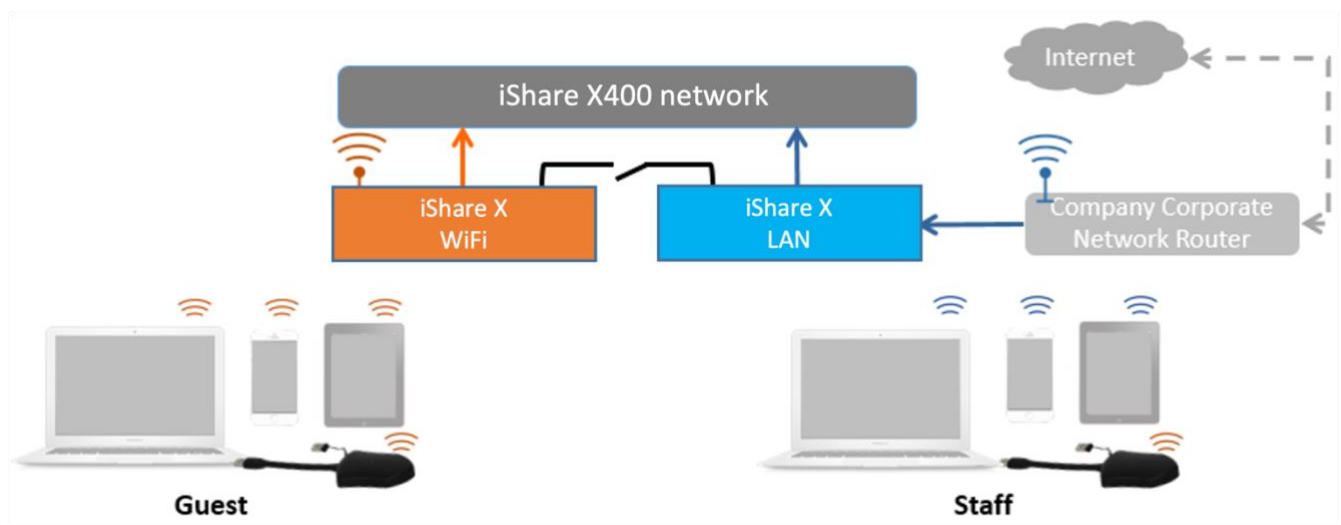 Internet
iShare X400 network
iShare X
WiFi
iShare X
LAN
Company Corporate
Network Router
Guest
Staff